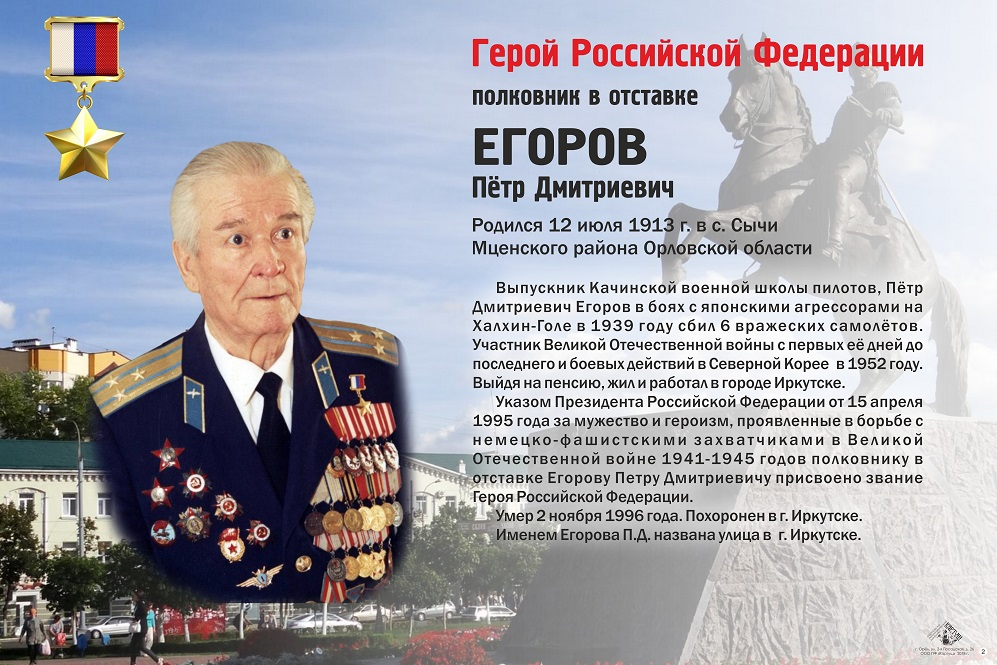 Герой Российской Федерации
полковник в отставке
ЕГОРОВ
Пётр Дмитриевич
Родился 12 июля 1913 г. в с. Сычи
Мценского района Орловской области
Выпускник Качинской военной школы пилотов, Пётр
Дмитриевич Егоров в боях с японскими агрессорами на
Халхин-Голе в 1939 году сбил 6 вражеских самолётов.
Участник Великой Отечественной войны с первых её дней до
последнего и боевых действий в Северной Корее в 1952 году.
Выйдя на пенсию, жил и работал в городе Иркутске.
Указом Президента Российской Федерации от 15 апреля
1995 года за мужество и героизм, проявленные в борьбе с
немецко-фашистскими захватчиками в Великой
Отечественной войне 1941-1945 годов полковнику в
отставке Егорову Петру Дмитриевичу присвоено звание
Героя Российской Федерации.
Умер 2 ноября 1996 года. Похоронен в г. Иркутске.
Именем Егорова П.Д. названа улица в г. Иркутске.
2